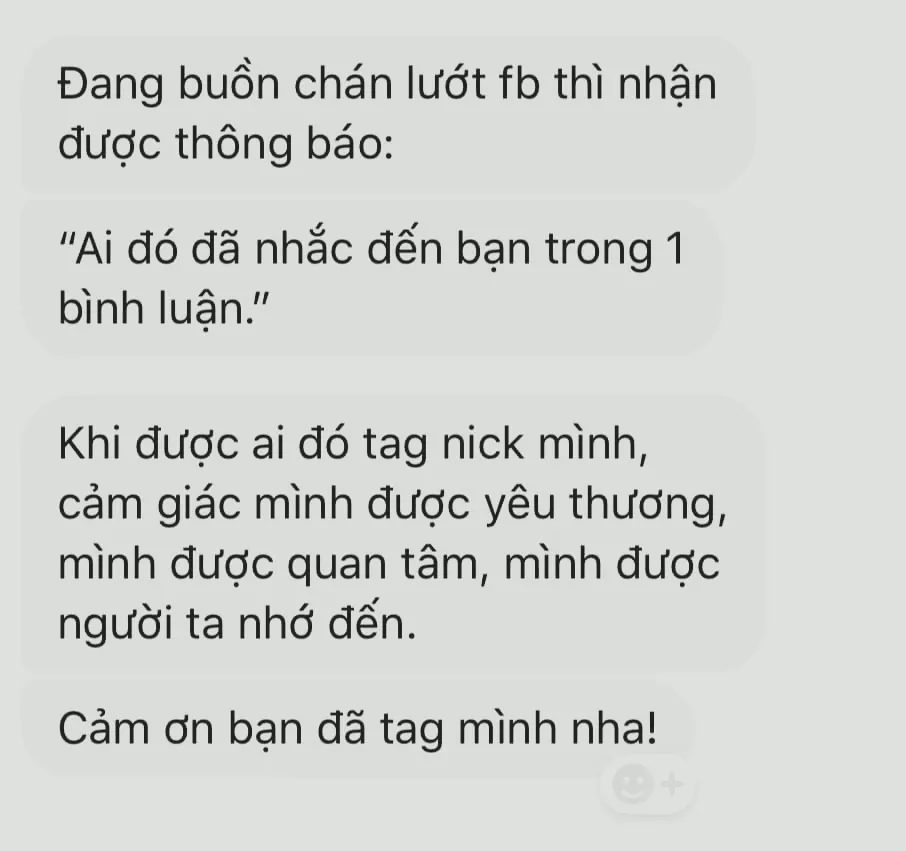 Đang buồn chán lướt fb thì nhận
được thông báo:
“Ai đó đã nhắc đến bạn trong 1
bình luận.”
Khi được ai đó tag nick mình,
cảm giác mình được yêu thương,
mình được quan tâm, mình được
người ta nhớ đến.
Cảm ơn bạn đã tag mình nha!